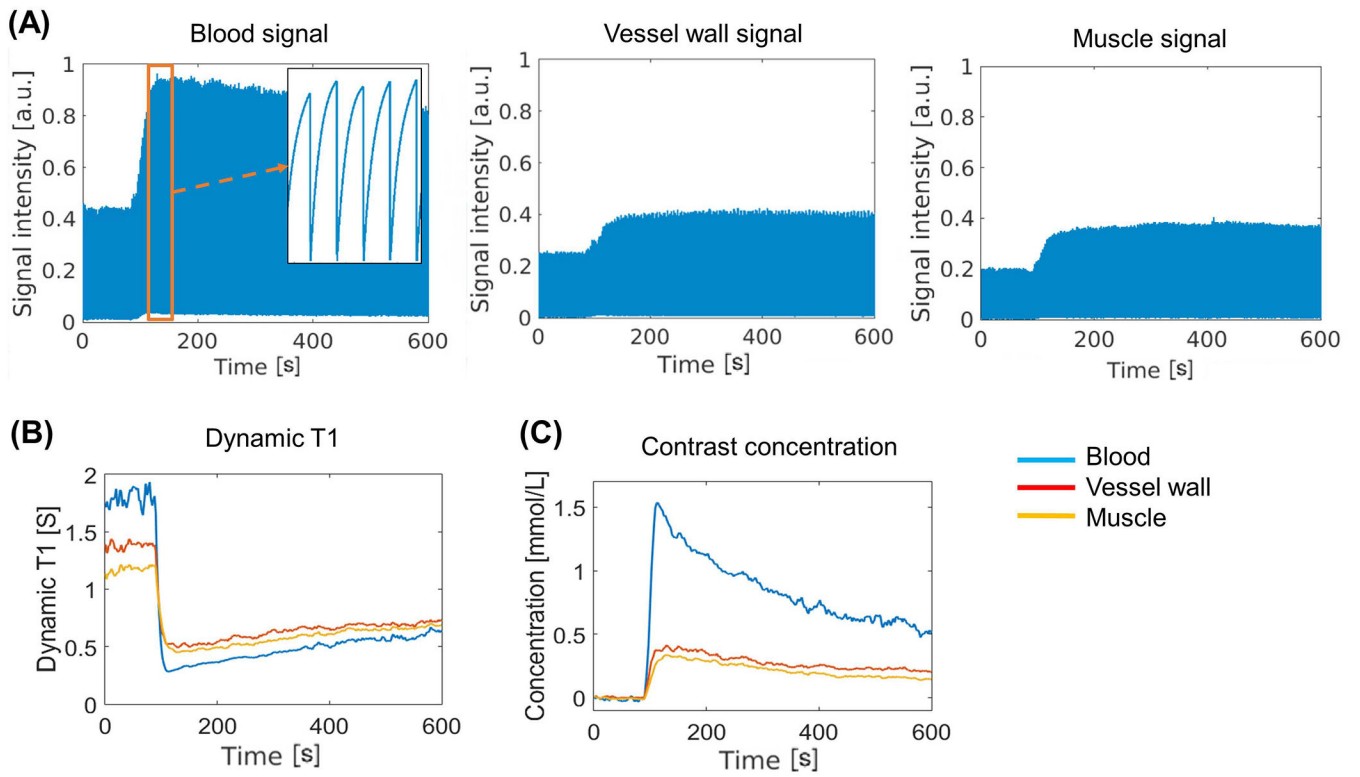 (A)
Blood signal
Vessel wall signal
Muscle signal
Signal intensity [a.u.]
1
0.8
0.6
0.4
0.2
0
0 200 400 600
Time [s]
Signal intensity [a.u.]
1
0.8
0.6
0.4
0.2
0
0 200 400 600
Time [s]
Signal intensity [a.u.]
1
0.8
0.6
0.4
0.2
0
0 200 400 600
Time [s]
(B)
Dynamic T1
Dynamic T1 [S]
2
1.5
1
0.5
0
0 200 400 600
Time [s]
(C)
Contrast concentration
Concentration [mmol/L]
1.5
1
0.5
0
0 200 400 600
Time [s]
Blood
Vessel wall
Muscle